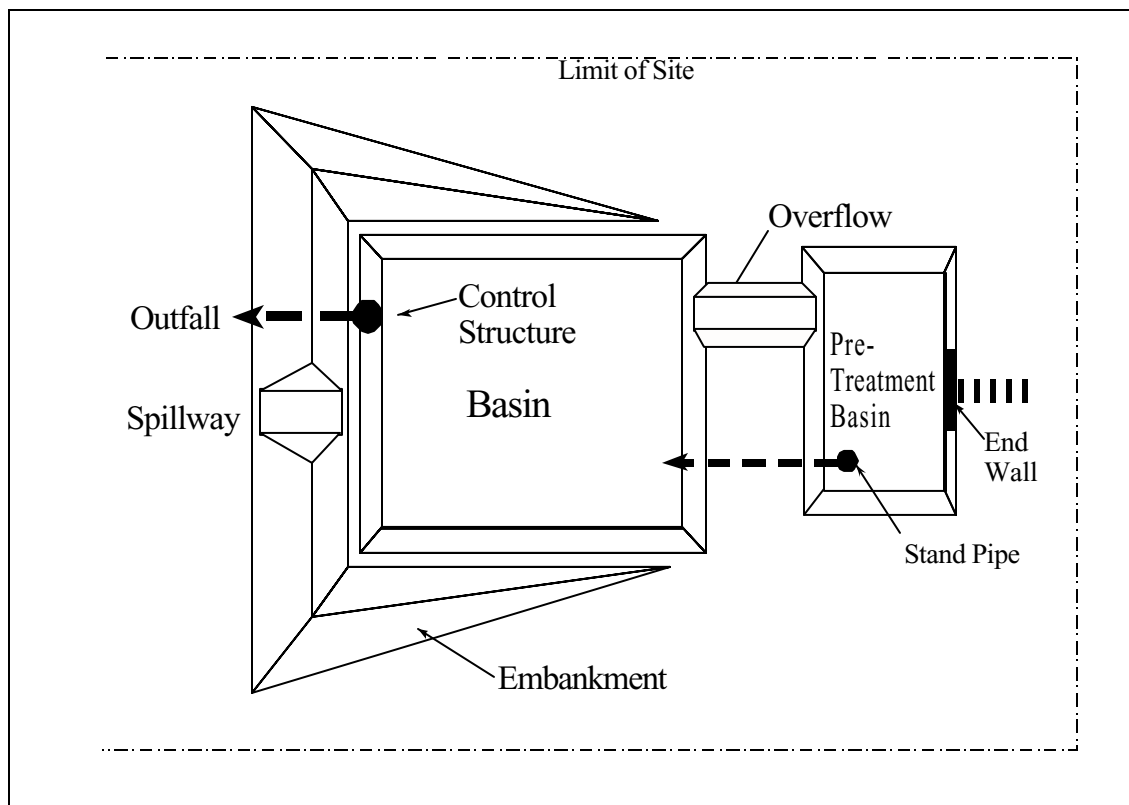 Limit of Site
Overflow
Outfall
Control
Structure
Pre-
Treatment
Basin
Basin
Spillway
End
Wall
Stand Pipe
Embankment